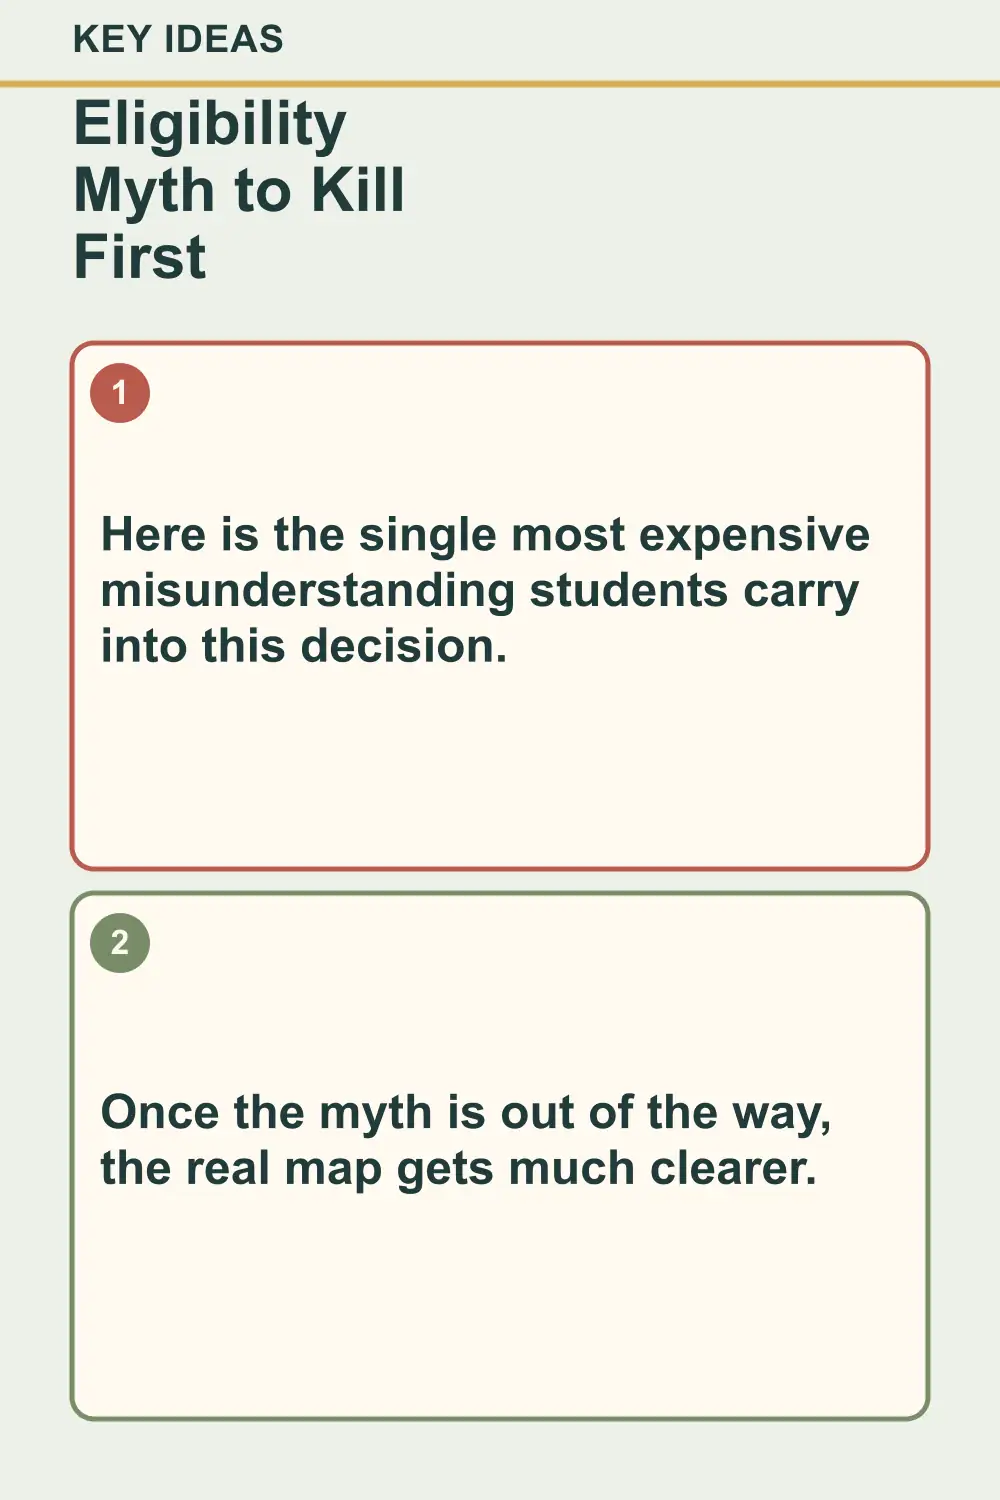 KEY IDEAS
Eligibility
Myth to Kill
First
1
Here is the single most expensive
misunderstanding students carry
into this decision.
2
Once the myth is out of the way,
the real map gets much clearer.